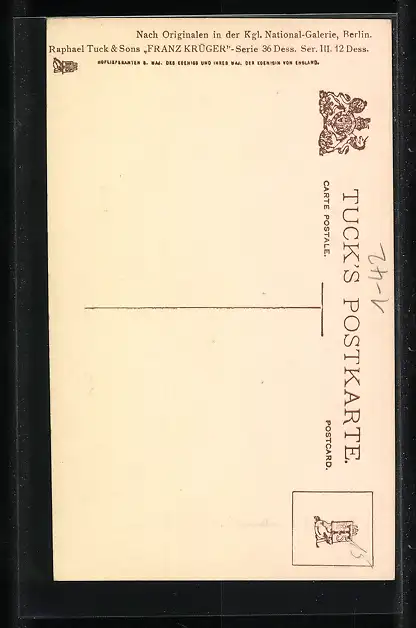 Nach Originalen in der Kgl. National-Galerie, Berlin.
Raphael Tuck & Sons „FRANZ KRÜGER"-Serie 36 Dess. Ser. III. 12 Dess.
HOFLIEFERANTEN S. MAJ. DES KOENIGS UND IHRER MAJ. DER KOENIGIN VON ENGLAND.
TUCK'S POSTKARTE.
CARTE POSTALE.
POSTCARD.